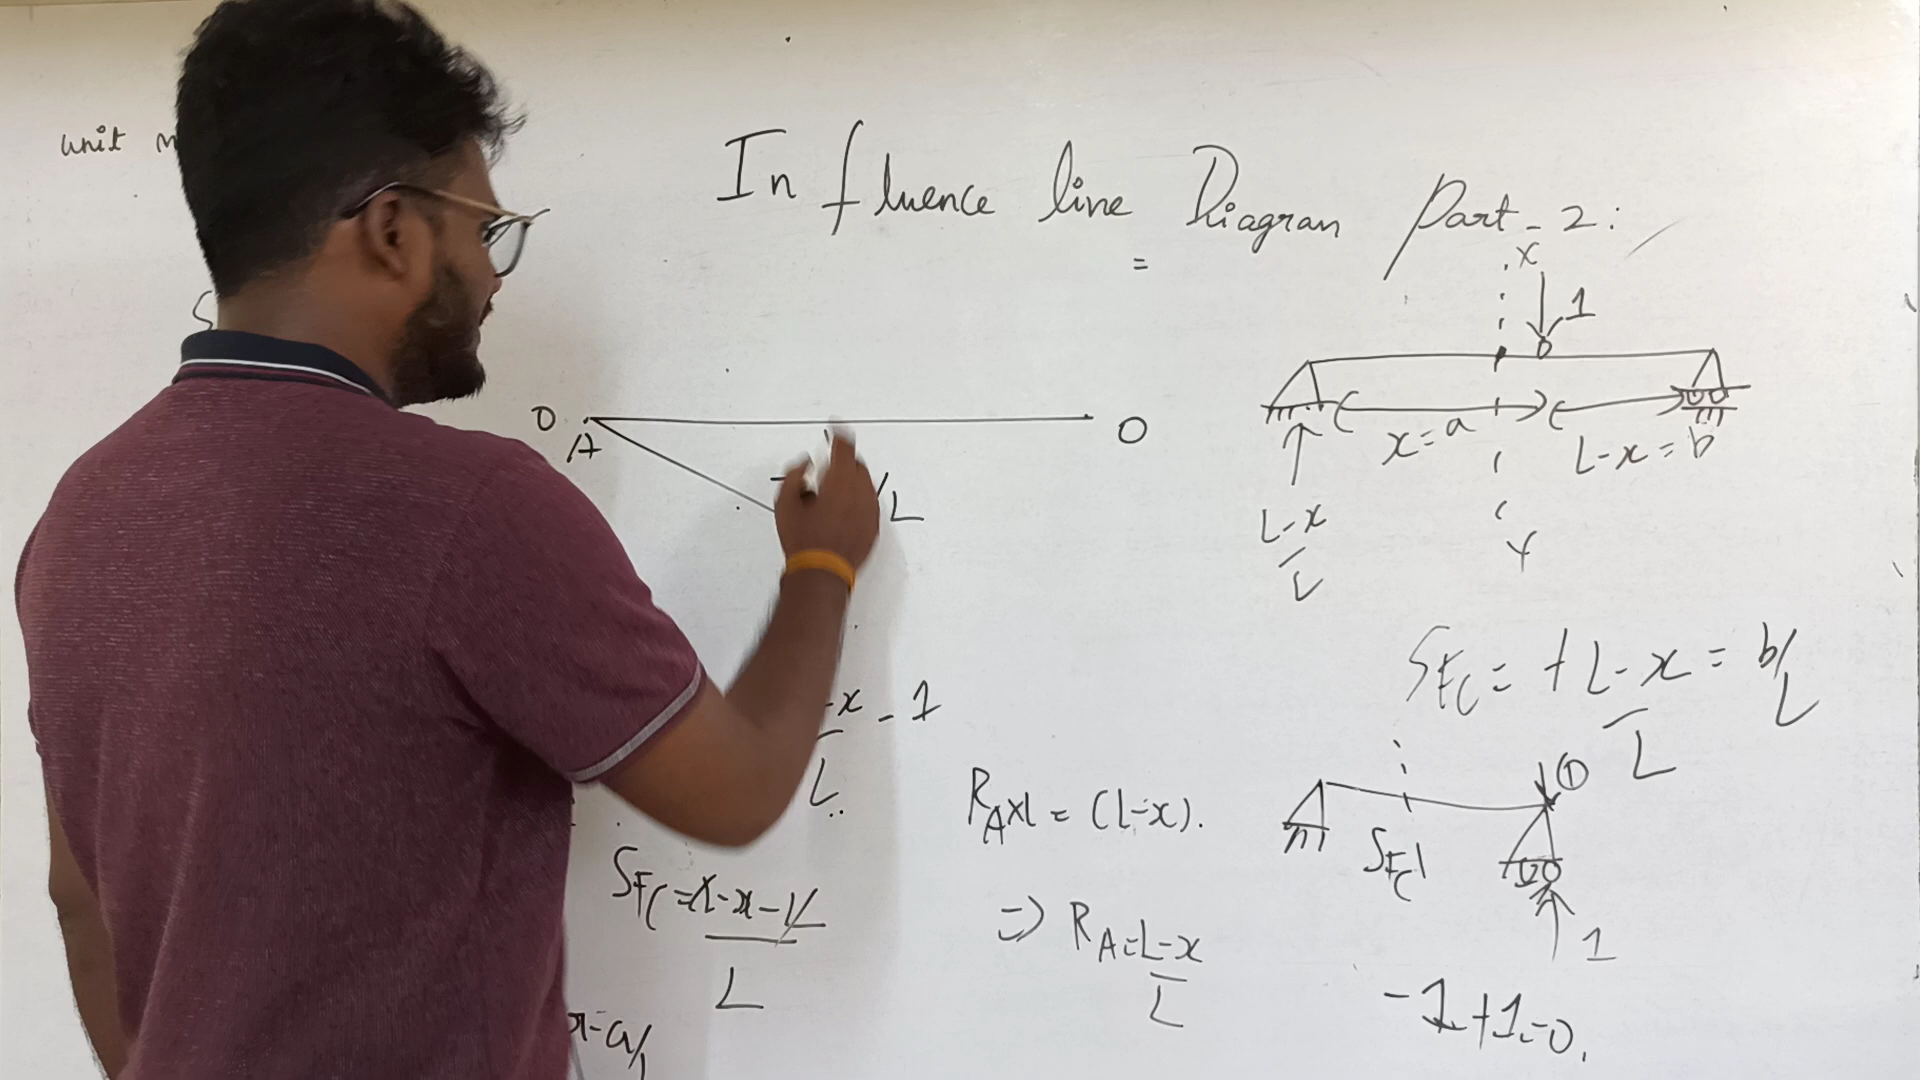 Influence line Diagram Part-2:
unit
x
1
0
A
0
x=a
L-x=b
/L
L-x
L
Y
SFC = +L-x = b/L
L
-x - 1
L
1
RA×L = (L-x).
SFC
SFC = L-x-L
L
=> RA = L-x
L
1
-1+1=0.